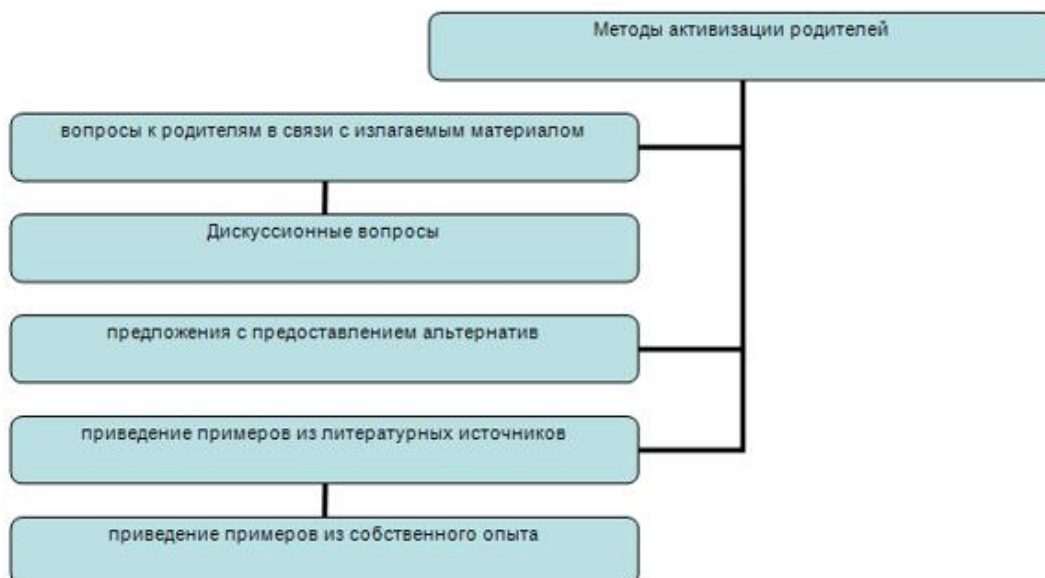 Методы активизации родителей
вопросы к родителям в связи с излагаемым материалом
Дискуссионные вопросы
предложения с предоставлением альтернатив
приведение примеров из литературных источников
приведение примеров из собственного опыта